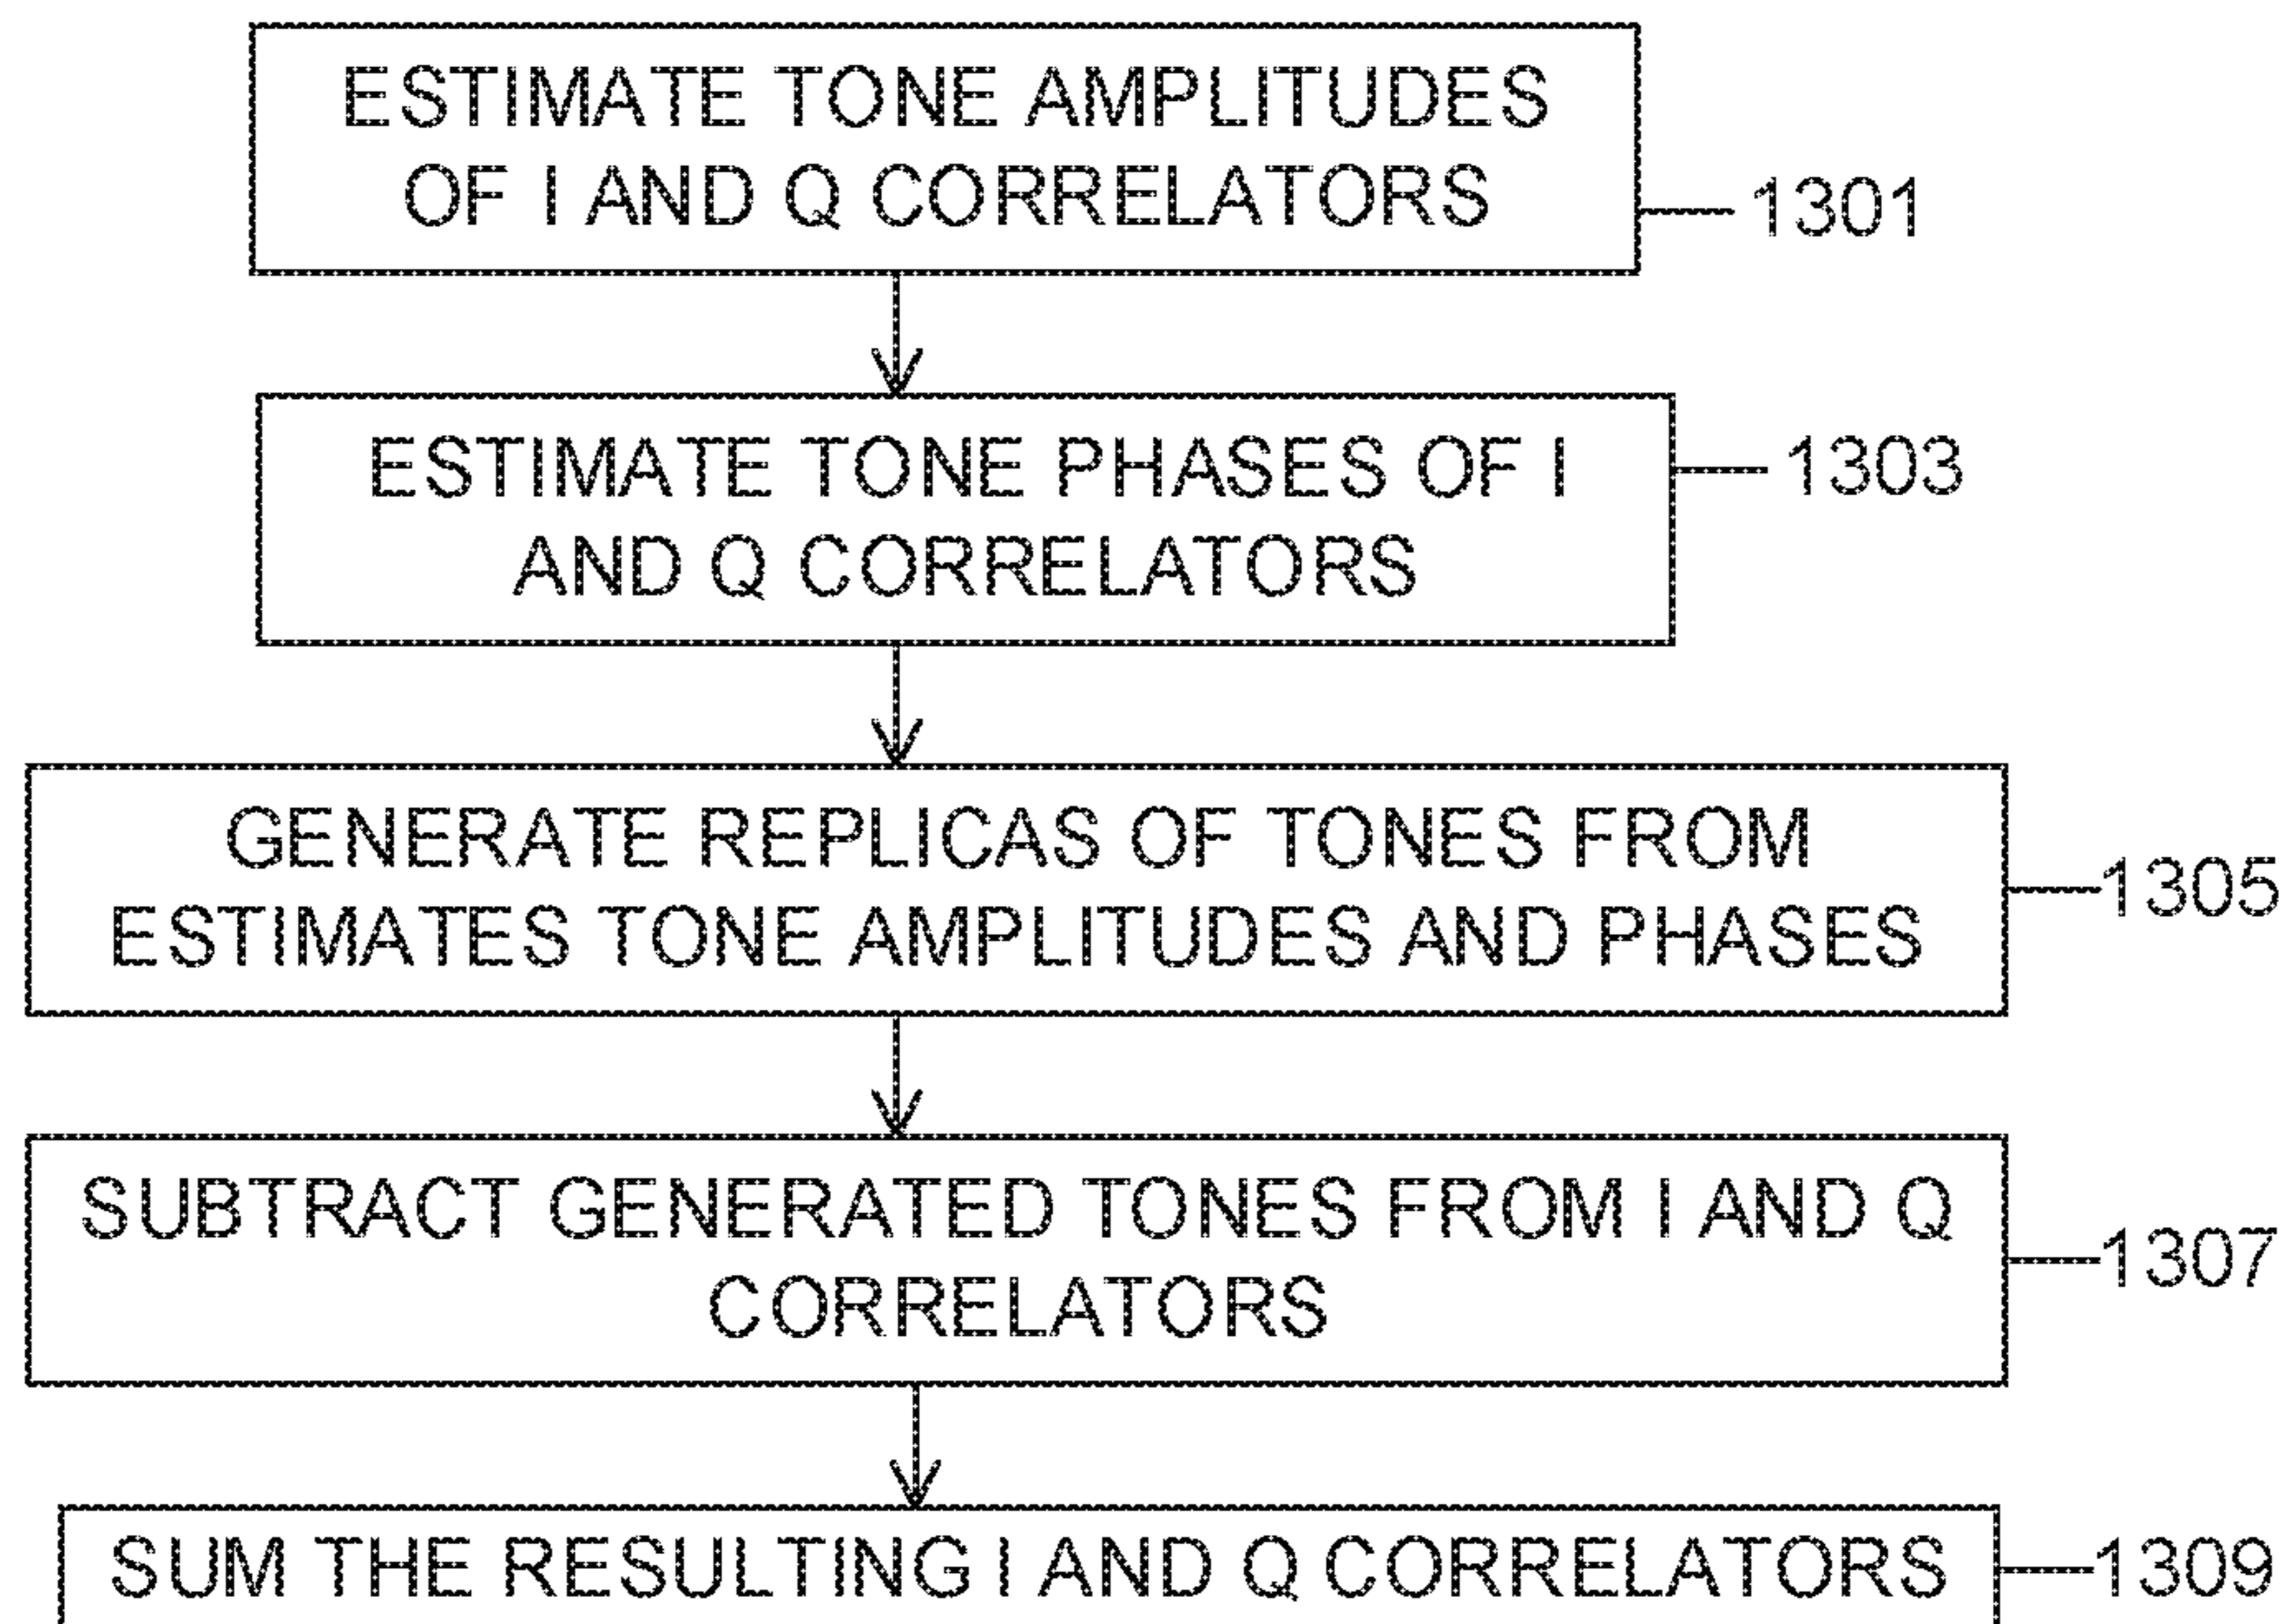 ESTIMATE TONE AMPLITUDES
OF I AND Q CORRELATORS
1301
ESTIMATE TONE PHASES OF I
AND Q CORRELATORS
1303
GENERATE REPLICAS OF TONES FROM
ESTIMATES TONE AMPLITUDES AND PHASES
1305
SUBTRACT GENERATED TONES FROM I AND Q
CORRELATORS
1307
SUM THE RESULTING I AND Q CORRELATORS
1309